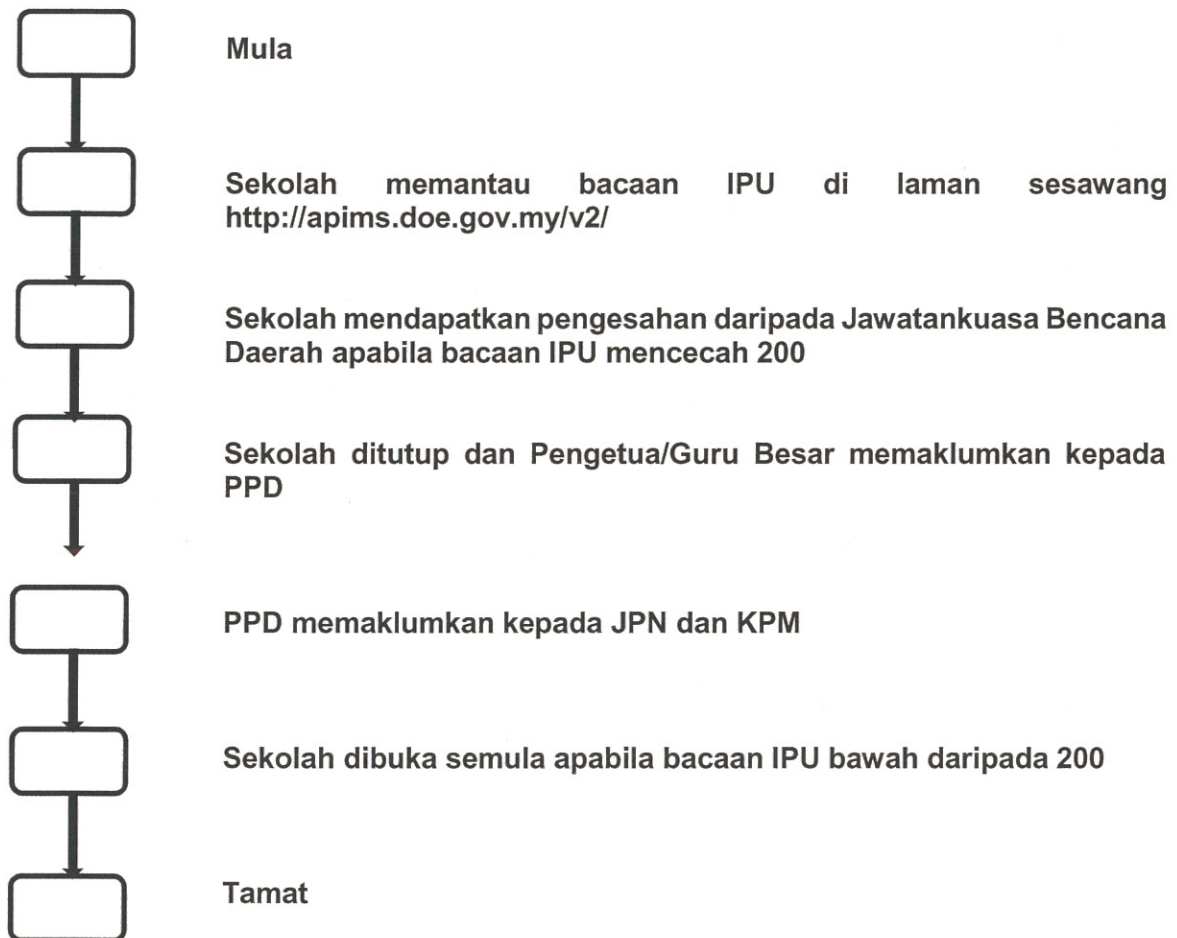 Mula
Sekolah memantau bacaan IPU di laman sesawang
http://apims.doe.gov.my/v2/
Sekolah mendapatkan pengesahan daripada Jawatankuasa Bencana
Daerah apabila bacaan IPU mencecah 200
Sekolah ditutup dan Pengetua/Guru Besar memaklumkan kepada
PPD
PPD memaklumkan kepada JPN dan KPM
Sekolah dibuka semula apabila bacaan IPU bawah daripada 200
Tamat